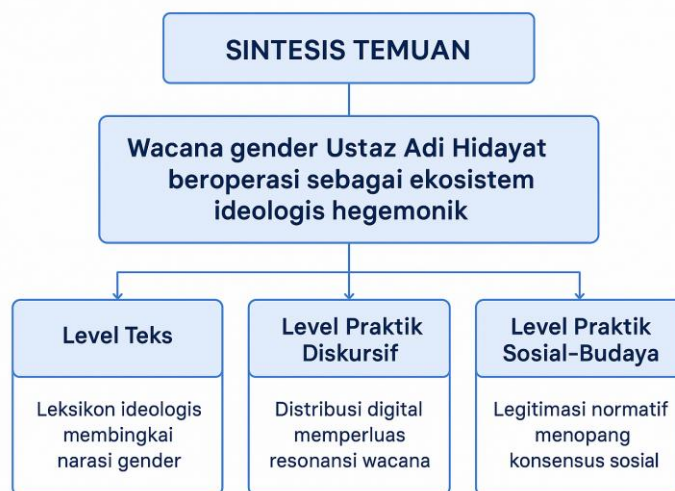 SINTESIS TEMUAN
Wacana gender Ustaz Adi Hidayat
beroperasi sebagai ekosistem
ideologis hegemonik
Level Teks
Leksikon ideologis
membingkai
narasi gender
Level Praktik
Diskursif
Distribusi digital
memperluas
resonansi wacana
Level Praktik
Sosial-Budaya
Legitimasi normatif
menopang
konsensus sosial